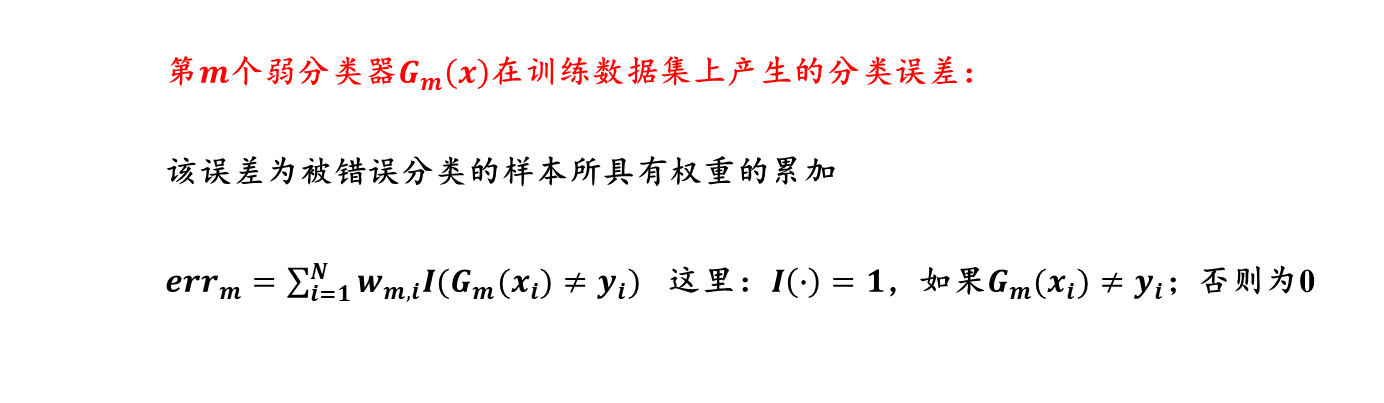 第m个弱分类器G_m(x)在训练数据集上产生的分类误差：
该误差为被错误分类的样本所具有权重的累加
err_m = ∑_{i=1}^{N} w_{m,i} I(G_m(x_i) ≠ y_i) 这里：I(·) = 1，如果G_m(x_i) ≠ y_i；否则为0